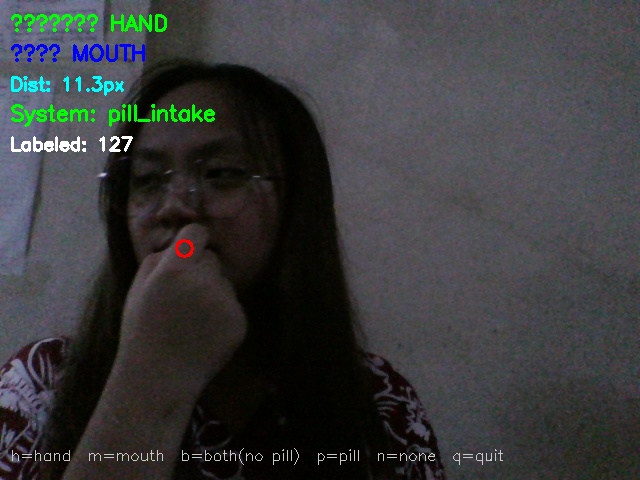 ??????? HAND
???? MOUTH
Dist: 11.3px
System: pill_intake
Labeled: 127
h=hand m=mouth b=both(no pill) p=pill n=none q=quit